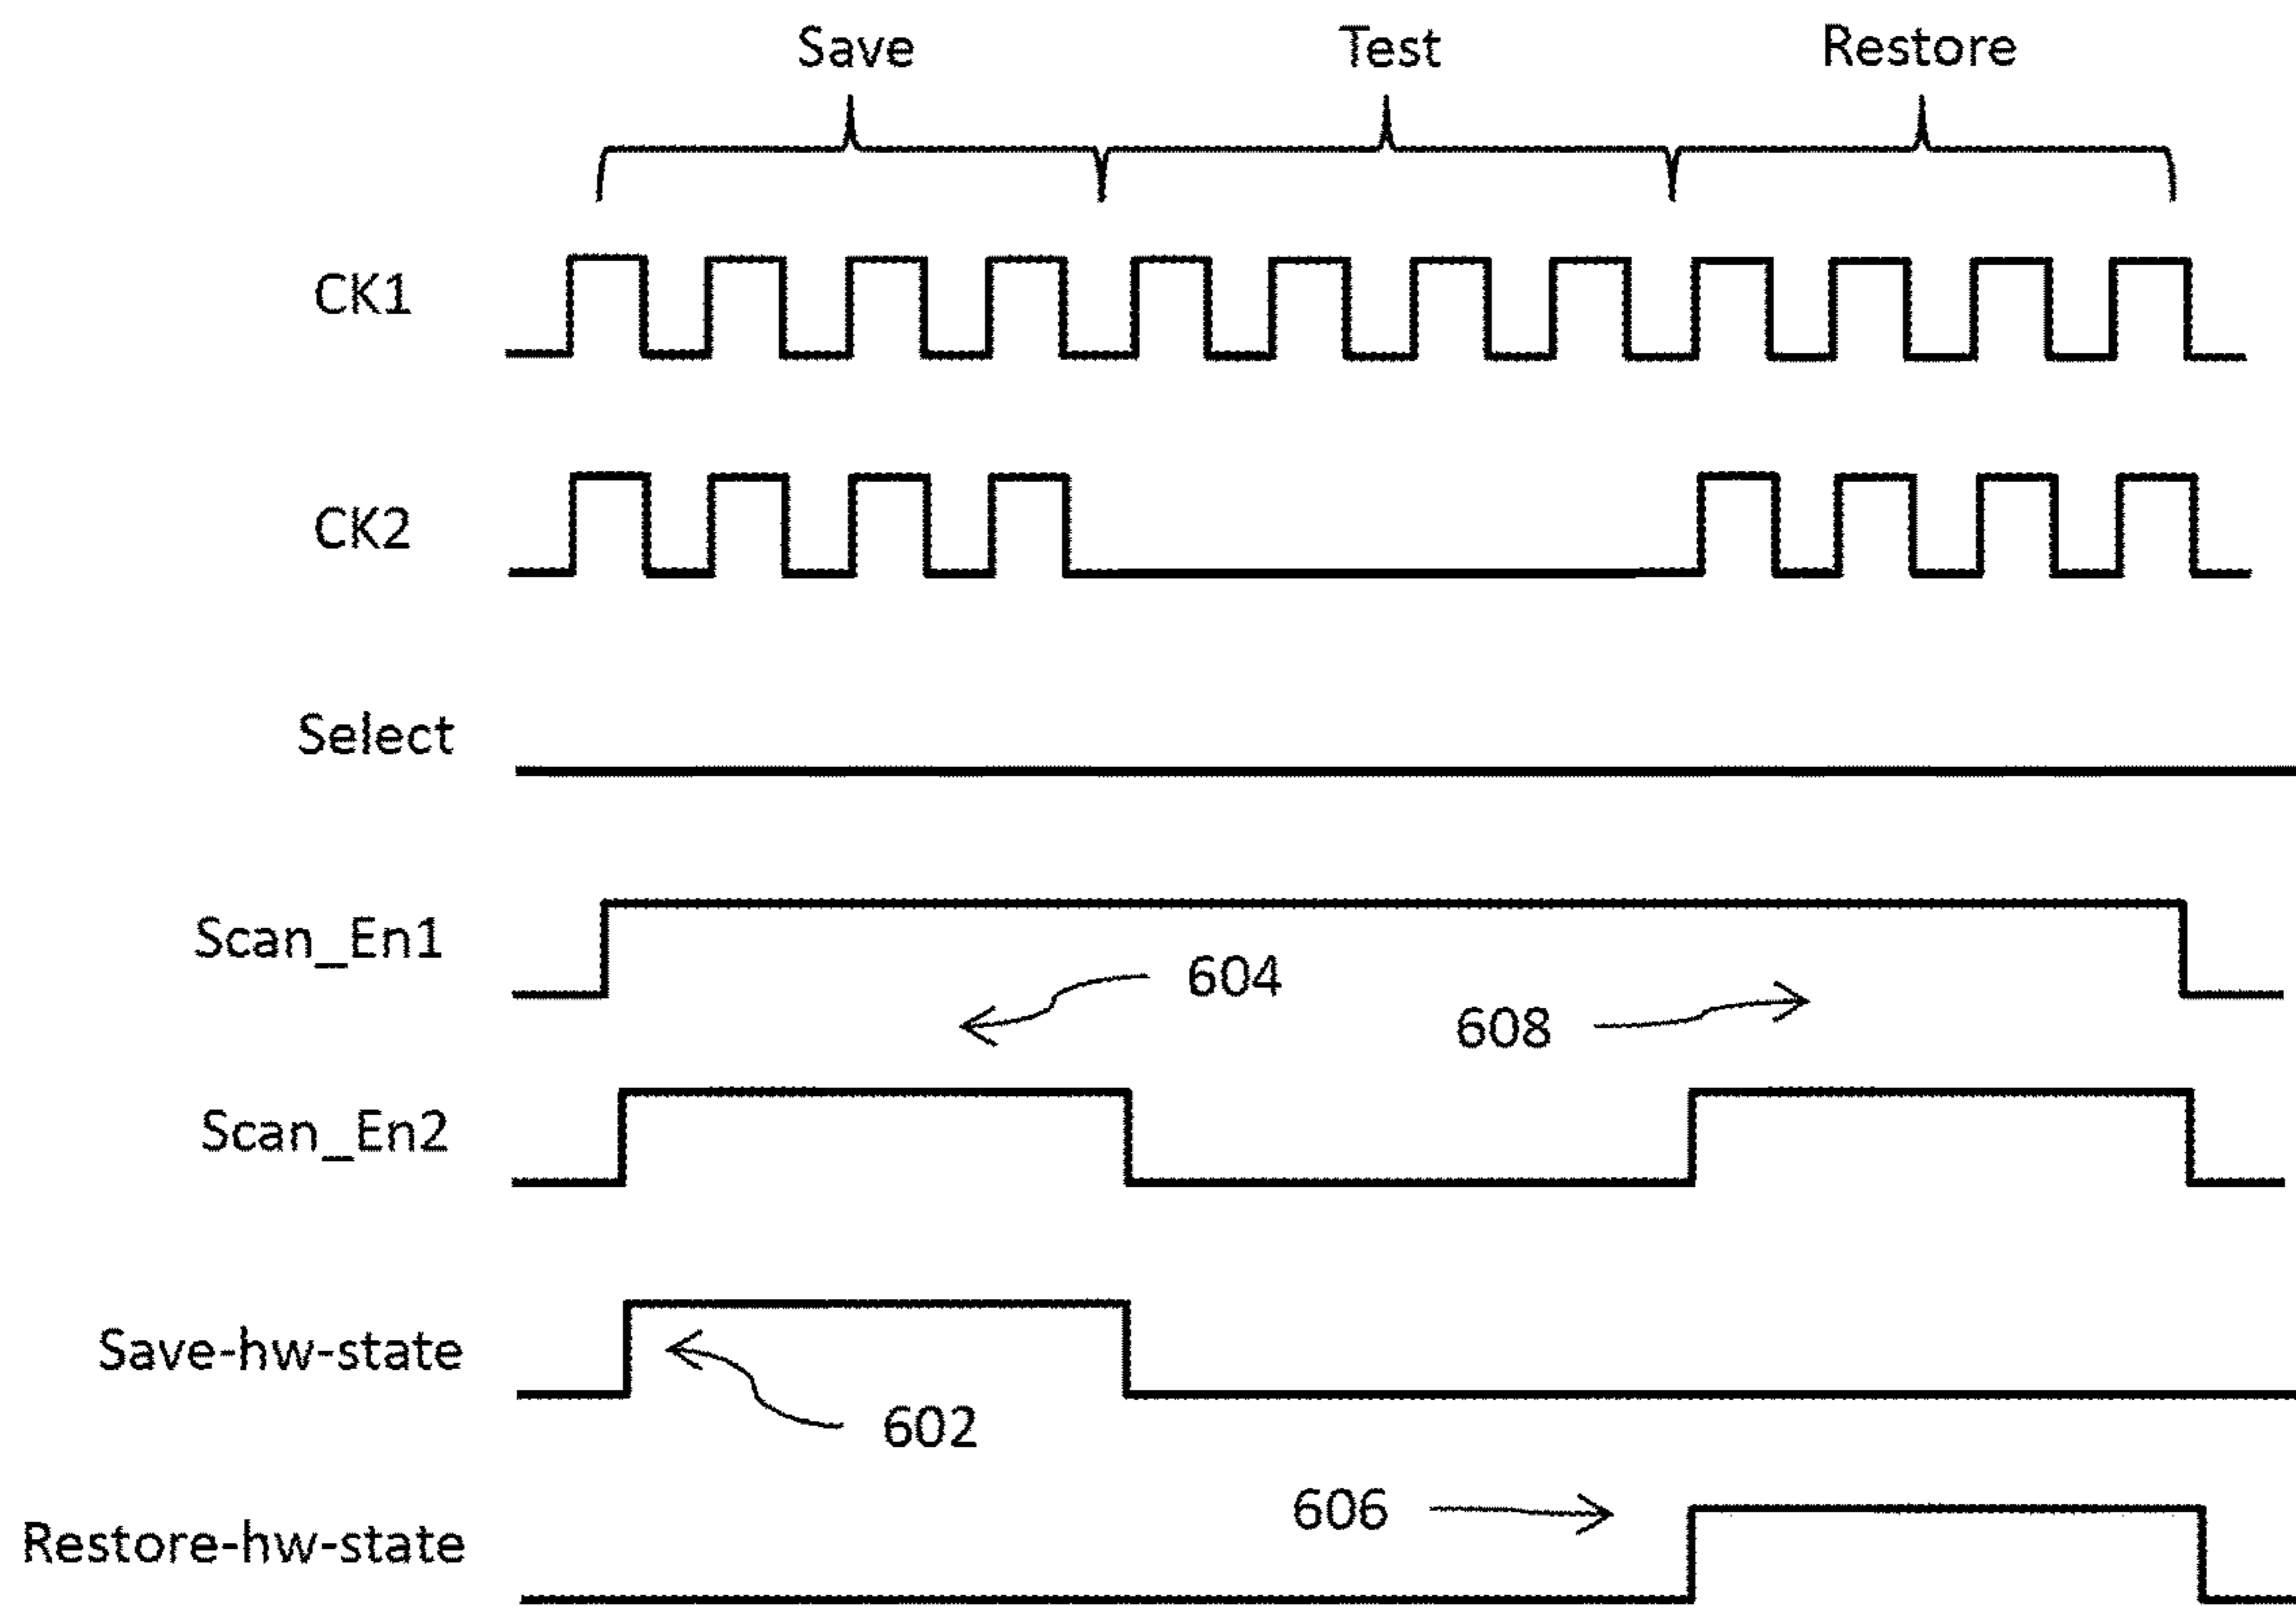 Save Test Restore
CK1
CK2
Select
Scan_En1
604
608
Scan_En2
Save-hw-state
602
606
Restore-hw-state